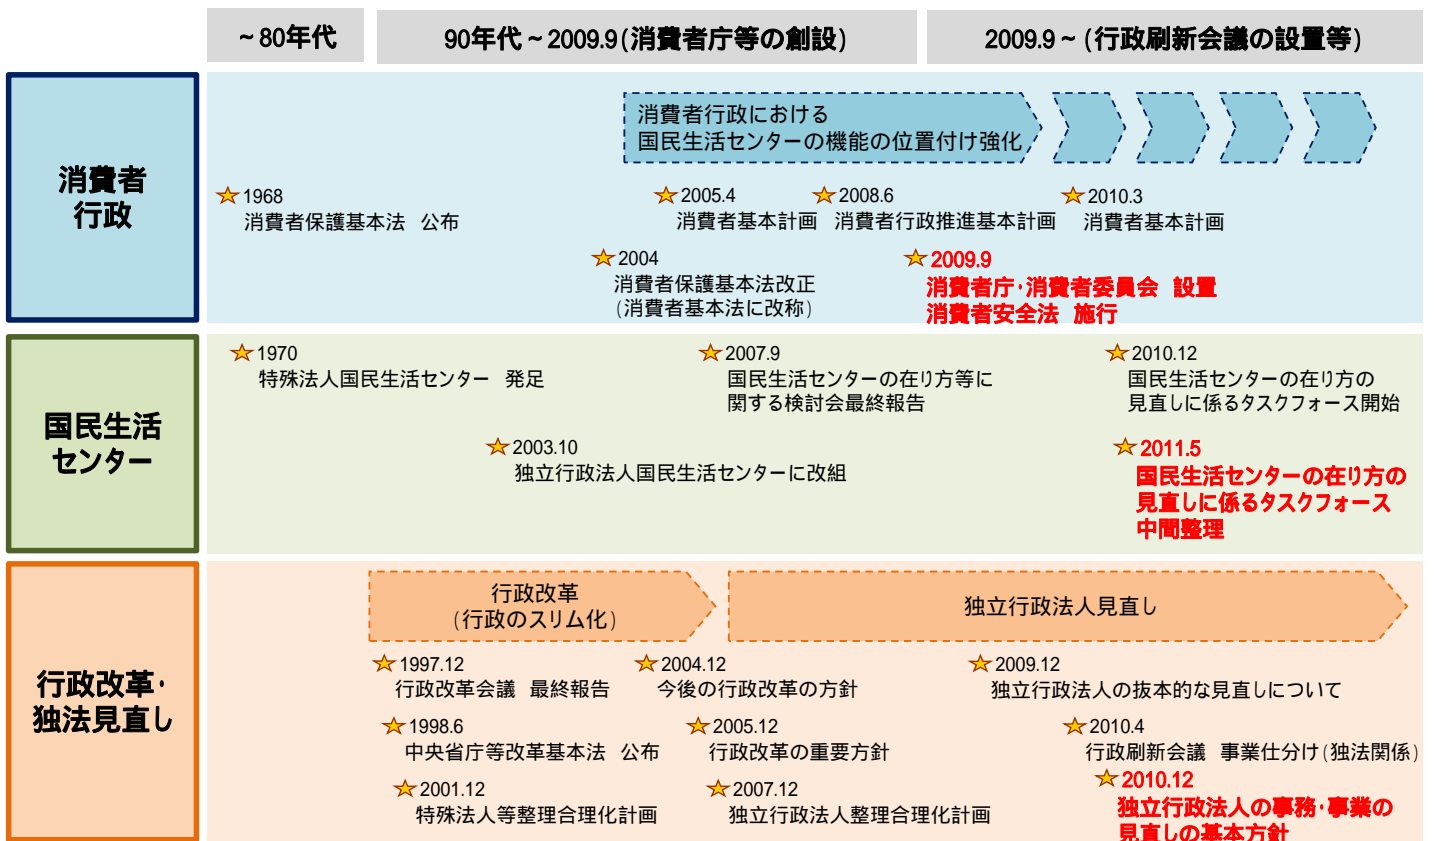 ~80年代
90年代~2009.9(消費者庁等の創設)
2009.9~(行政刷新会議の設置等)
消費者
行政
消費者行政における
国民生活センターの機能の位置付け強化
1968
消費者保護基本法 公布
2005.4
消費者基本計画
2008.6
消費者行政推進基本計画
2010.3
消費者基本計画
2004
消費者保護基本法改正
(消費者基本法に改称)
2009.9
消費者庁・消費者委員会 設置
消費者安全法 施行
国民生活
センター
1970
特殊法人国民生活センター 発足
2007.9
国民生活センターの在り方等に
関する検討会最終報告
2010.12
国民生活センターの在り方の
見直しに係るタスクフォース開始
2003.10
独立行政法人国民生活センターに改組
2011.5
国民生活センターの在り方の
見直しに係るタスクフォース
中間整理
行政改革・
独法見直し
行政改革
(行政のスリム化)
独立行政法人見直し
1997.12
行政改革会議 最終報告
2004.12
今後の行政改革の方針
2009.12
独立行政法人の抜本的な見直しについて
1998.6
中央省庁等改革基本法 公布
2005.12
行政改革の重要方針
2010.4
行政刷新会議 事業仕分け(独法関係)
2001.12
特殊法人等整理合理化計画
2007.12
独立行政法人整理合理化計画
2010.12
独立行政法人の事務・事業の
見直しの基本方針